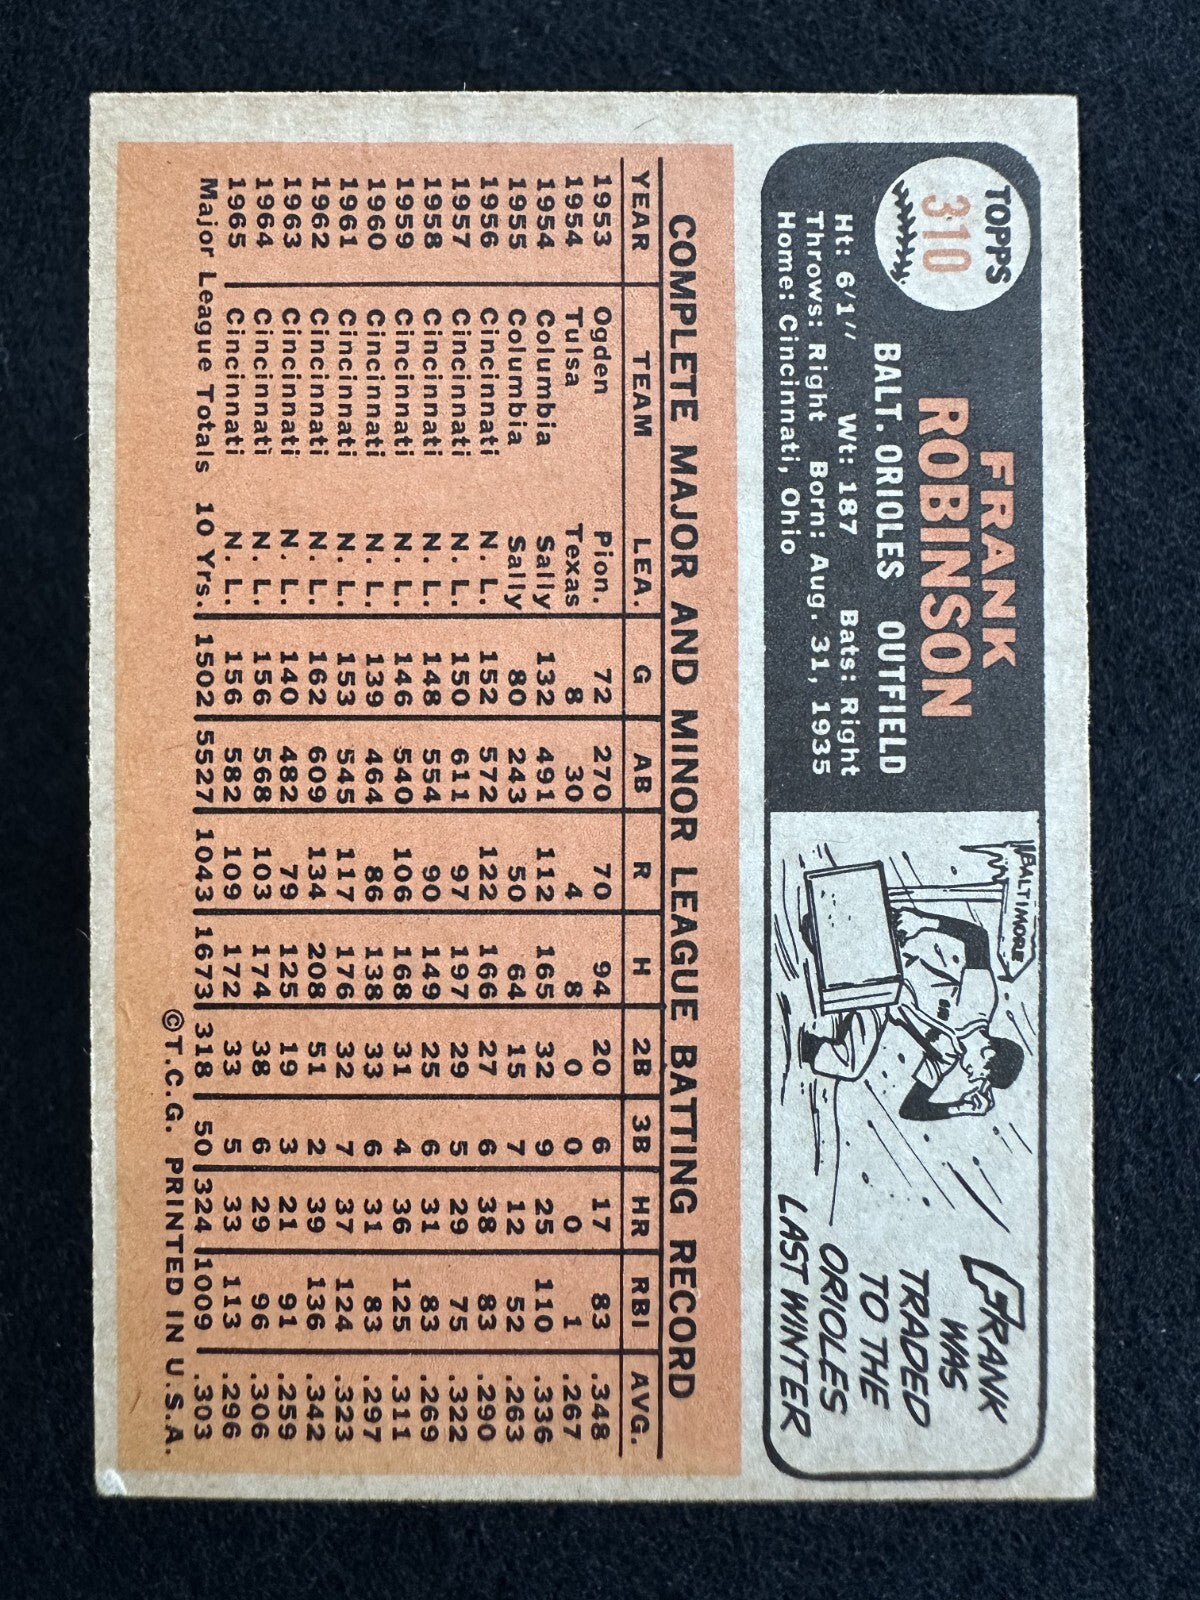 TOPPS
310
FRANK
ROBINSON
BALT. ORIOLES OUTFIELD
Ht: 6'1" Wt: 187 Bats: Right
Throws: Right Born: Aug. 31, 1935
Home: Cincinnati, Ohio
BALTIMORE
FRANK
WAS
TRADED
TO THE
ORIOLES
LAST WINTER
COMPLETE MAJOR AND MINOR LEAGUE BATTING RECORD
YEAR TEAM LEA. G AB R H 2B 3B HR RBI AVG.
1953 Ogden Pion. 72 270 70 94 20 6 17 83 .348
1954 Tulsa Texas 8 30 4 8 0 0 0 1 .267
1954 Columbia Sally 132 491 112 165 32 9 25 110 .336
1955 Columbia Sally 80 243 50 64 15 7 12 52 .263
1956 Cincinnati N. L. 152 572 122 166 27 6 38 83 .290
1957 Cincinnati N. L. 150 611 97 197 29 5 29 75 .322
1958 Cincinnati N. L. 148 554 90 149 25 6 31 83 .269
1959 Cincinnati N. L. 146 540 106 168 31 4 36 125 .311
1960 Cincinnati N. L. 139 464 86 138 33 6 31 83 .297
1961 Cincinnati N. L. 153 545 117 176 32 7 37 124 .323
1962 Cincinnati N. L. 162 609 134 208 51 2 39 136 .342
1963 Cincinnati N. L. 140 482 79 125 19 3 21 91 .259
1964 Cincinnati N. L. 156 568 103 174 38 6 29 96 .306
1965 Cincinnati N. L. 156 582 109 172 33 5 33 113 .296
Major League Totals 10 Yrs. 1502 5527 1043 1673 318 50 324 1009 .303
© T.C.G. PRINTED IN U.S.A.